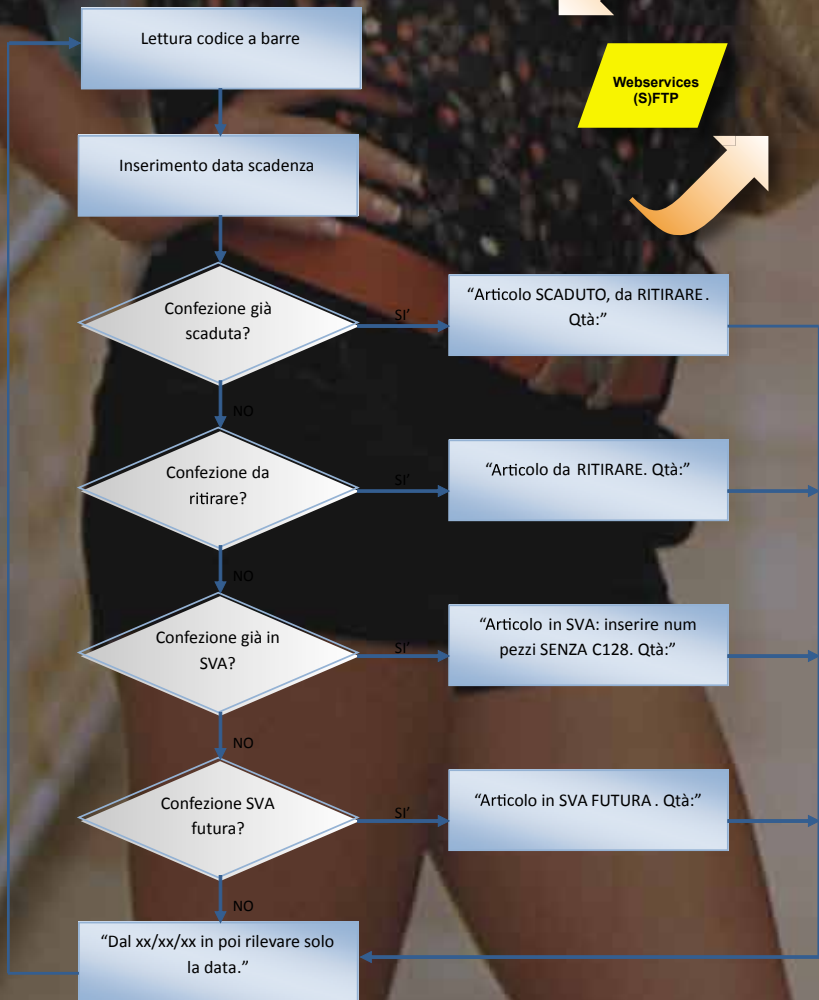 Lettura codice a barre
Webservices
(S)FTP
Inserimento data scadenza
Confezione già
scaduta?
SI’
“Articolo SCADUTO, da RITIRARE.
Qtà:”
NO
Confezione da
ritirare?
SI’
“Articolo da RITIRARE. Qtà:”
NO
Confezione già in
SVA?
SI’
“Articolo in SVA: inserire num
pezzi SENZA C128. Qtà:”
NO
Confezione SVA
futura?
SI’
“Articolo in SVA FUTURA . Qtà:”
NO
“Dal xx/xx/xx in poi rilevare solo
la data.”